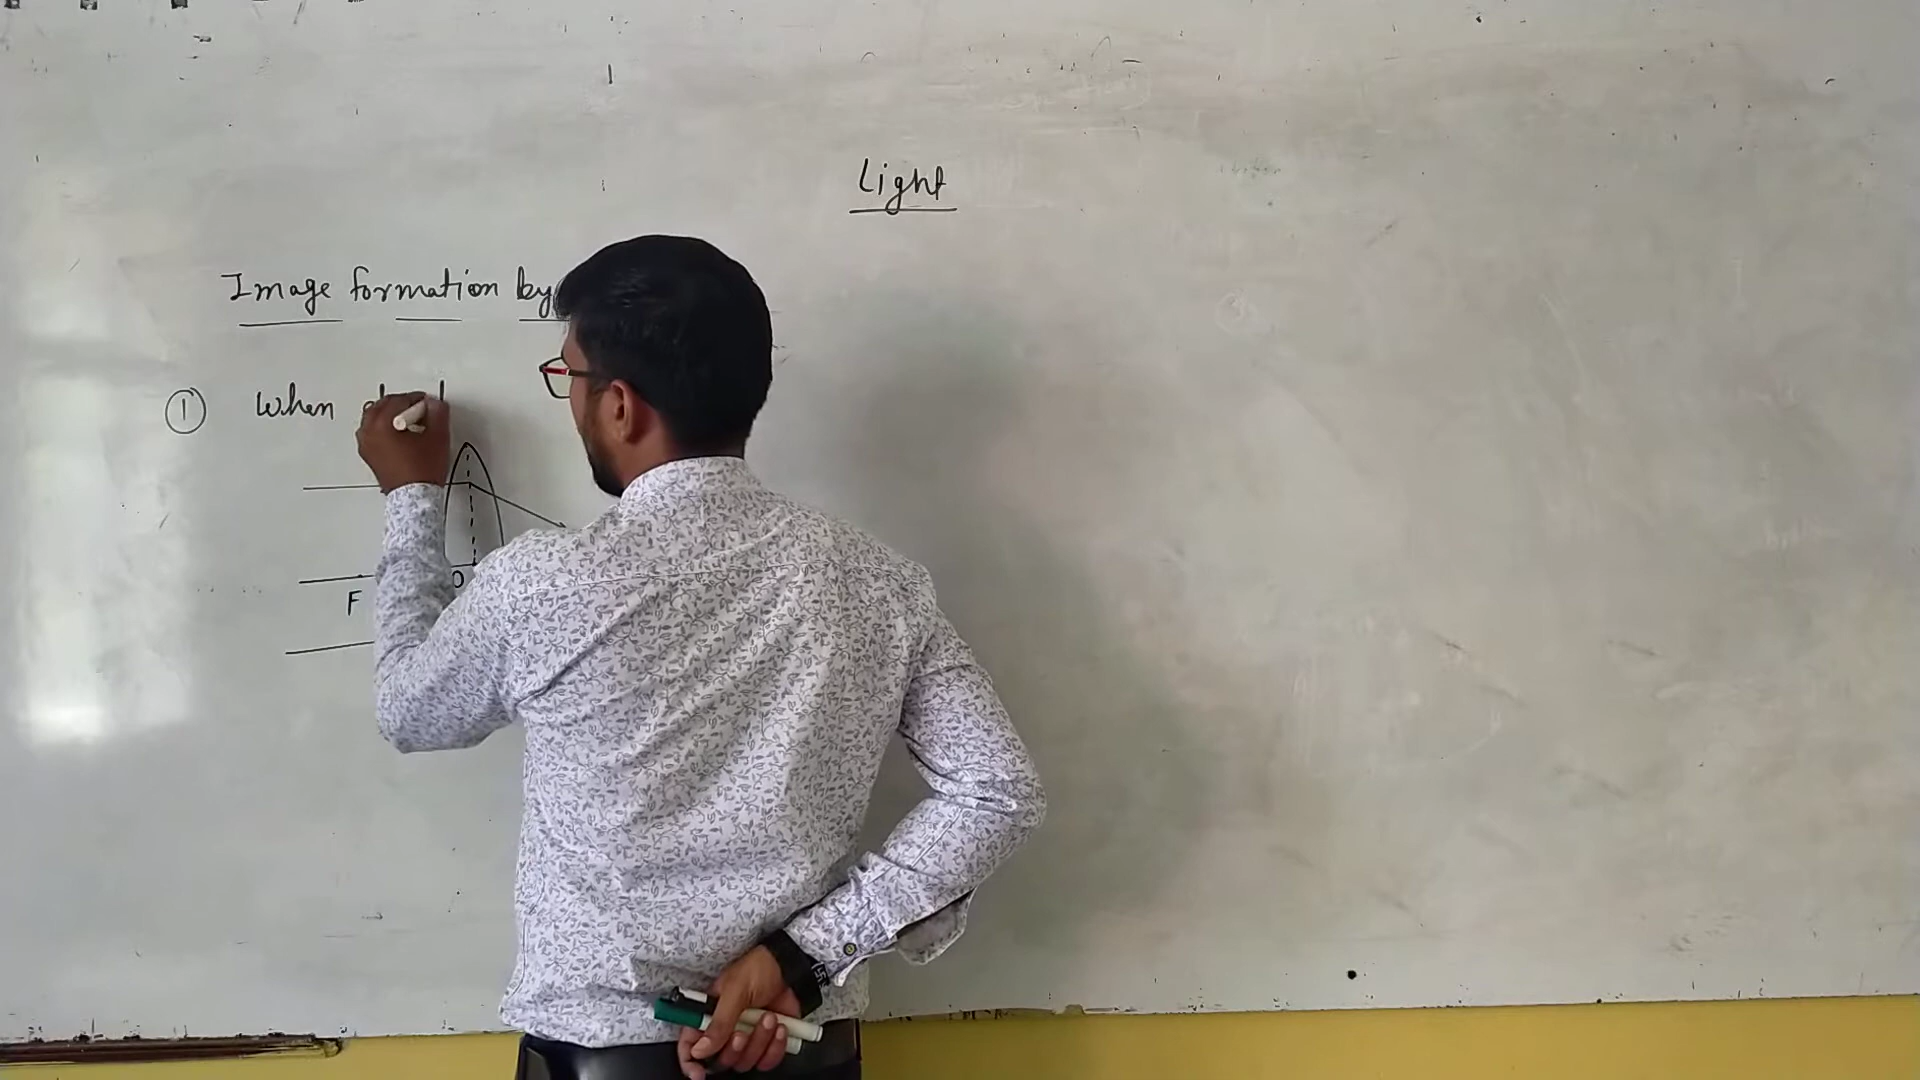 Light
Image formation by
① When
O
F